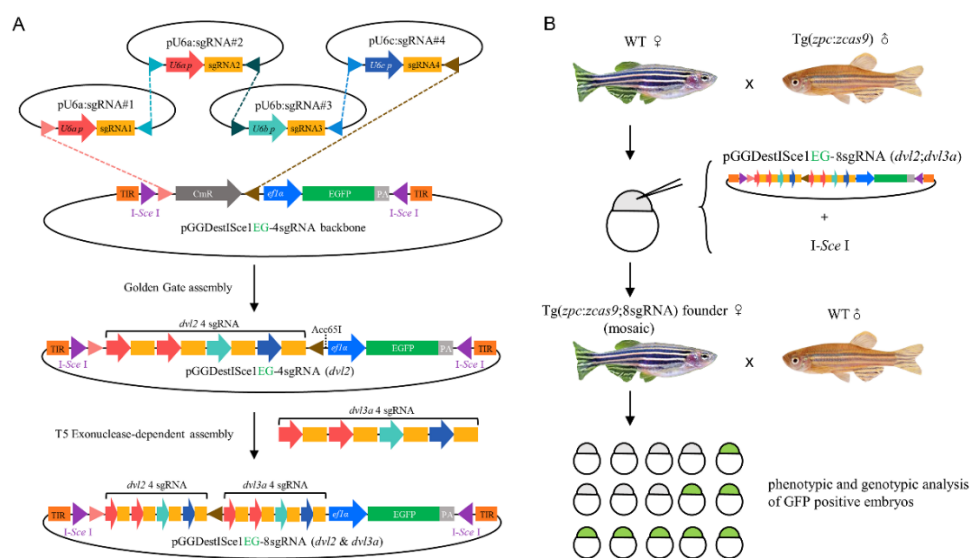 A
pU6a:sgRNA#2
pU6c:sgRNA#4
U6a p sgRNA2
U6c p sgRNA4
pU6a:sgRNA#1
pU6b:sgRNA#3
U6a p sgRNA1
U6b p sgRNA3
TIR CmR ef1a EGFP PA TIR
I-Sce I I-Sce I
pGGDestISce1EG-4sgRNA backbone
Golden Gate assembly
dvl2 4 sgRNA
Acc65I
TIR ef1a EGFP PA TIR
I-Sce I I-Sce I
pGGDestISce1EG-4sgRNA (dvl2)
dvl3a 4 sgRNA
T5 Exonuclease-dependent assembly
dvl2 4 sgRNA dvl3a 4 sgRNA
TIR ef1a EGFP PA TIR
I-Sce I I-Sce I
pGGDestISce1EG-8sgRNA (dvl2 & dvl3a)
B
WT ♀
Tg(zpc:zcas9) ♂
x
pGGDestISce1EG-8sgRNA (dvl2;dvl3a)
+
I-Sce I
Tg(zpc:zcas9;8sgRNA) founder ♀
(mosaic)
WT ♂
x
phenotypic and genotypic analysis
of GFP positive embryos